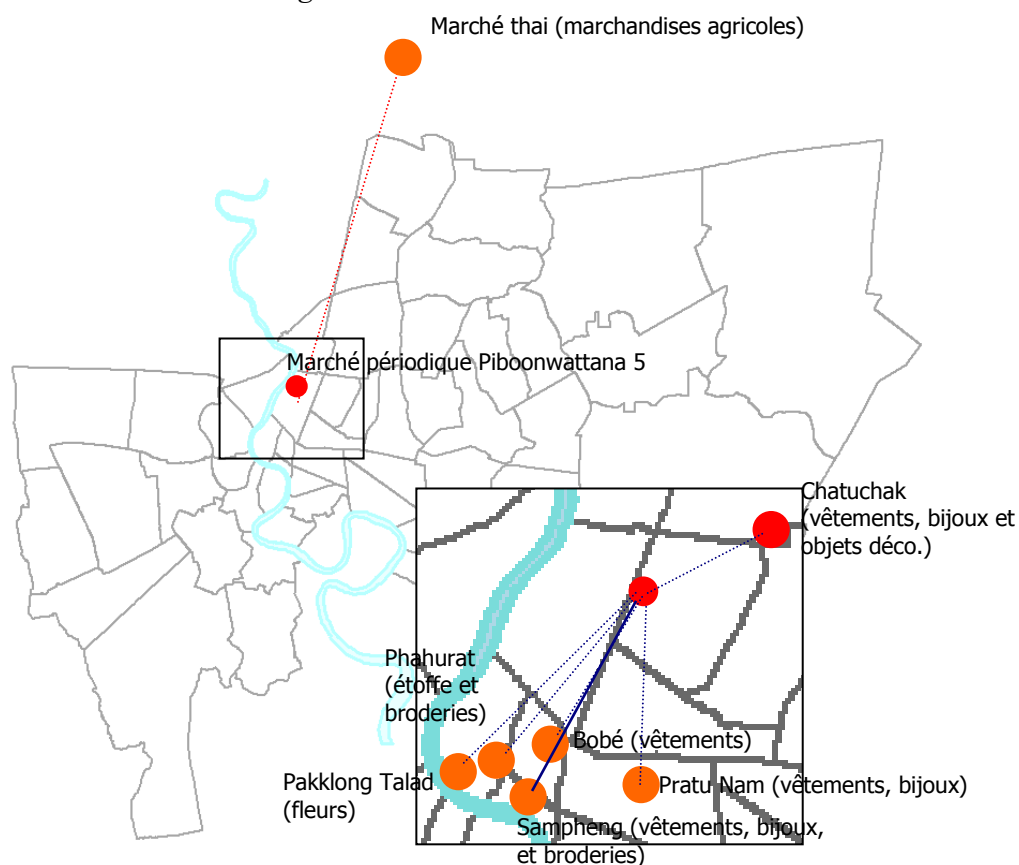 Marché thai (marchandises agricoles)
Marché périodique Piboonwattana 5
Chatuchak
(vêtements, bijoux et
objets déco.)
Phahurat
(étoffe et
broderies)
Bobé (vêtements)
Pakklong Talad
(fleurs)
Pratu Nam (vêtements, bijoux)
Sampheng (vêtements, bijoux,
et broderies)